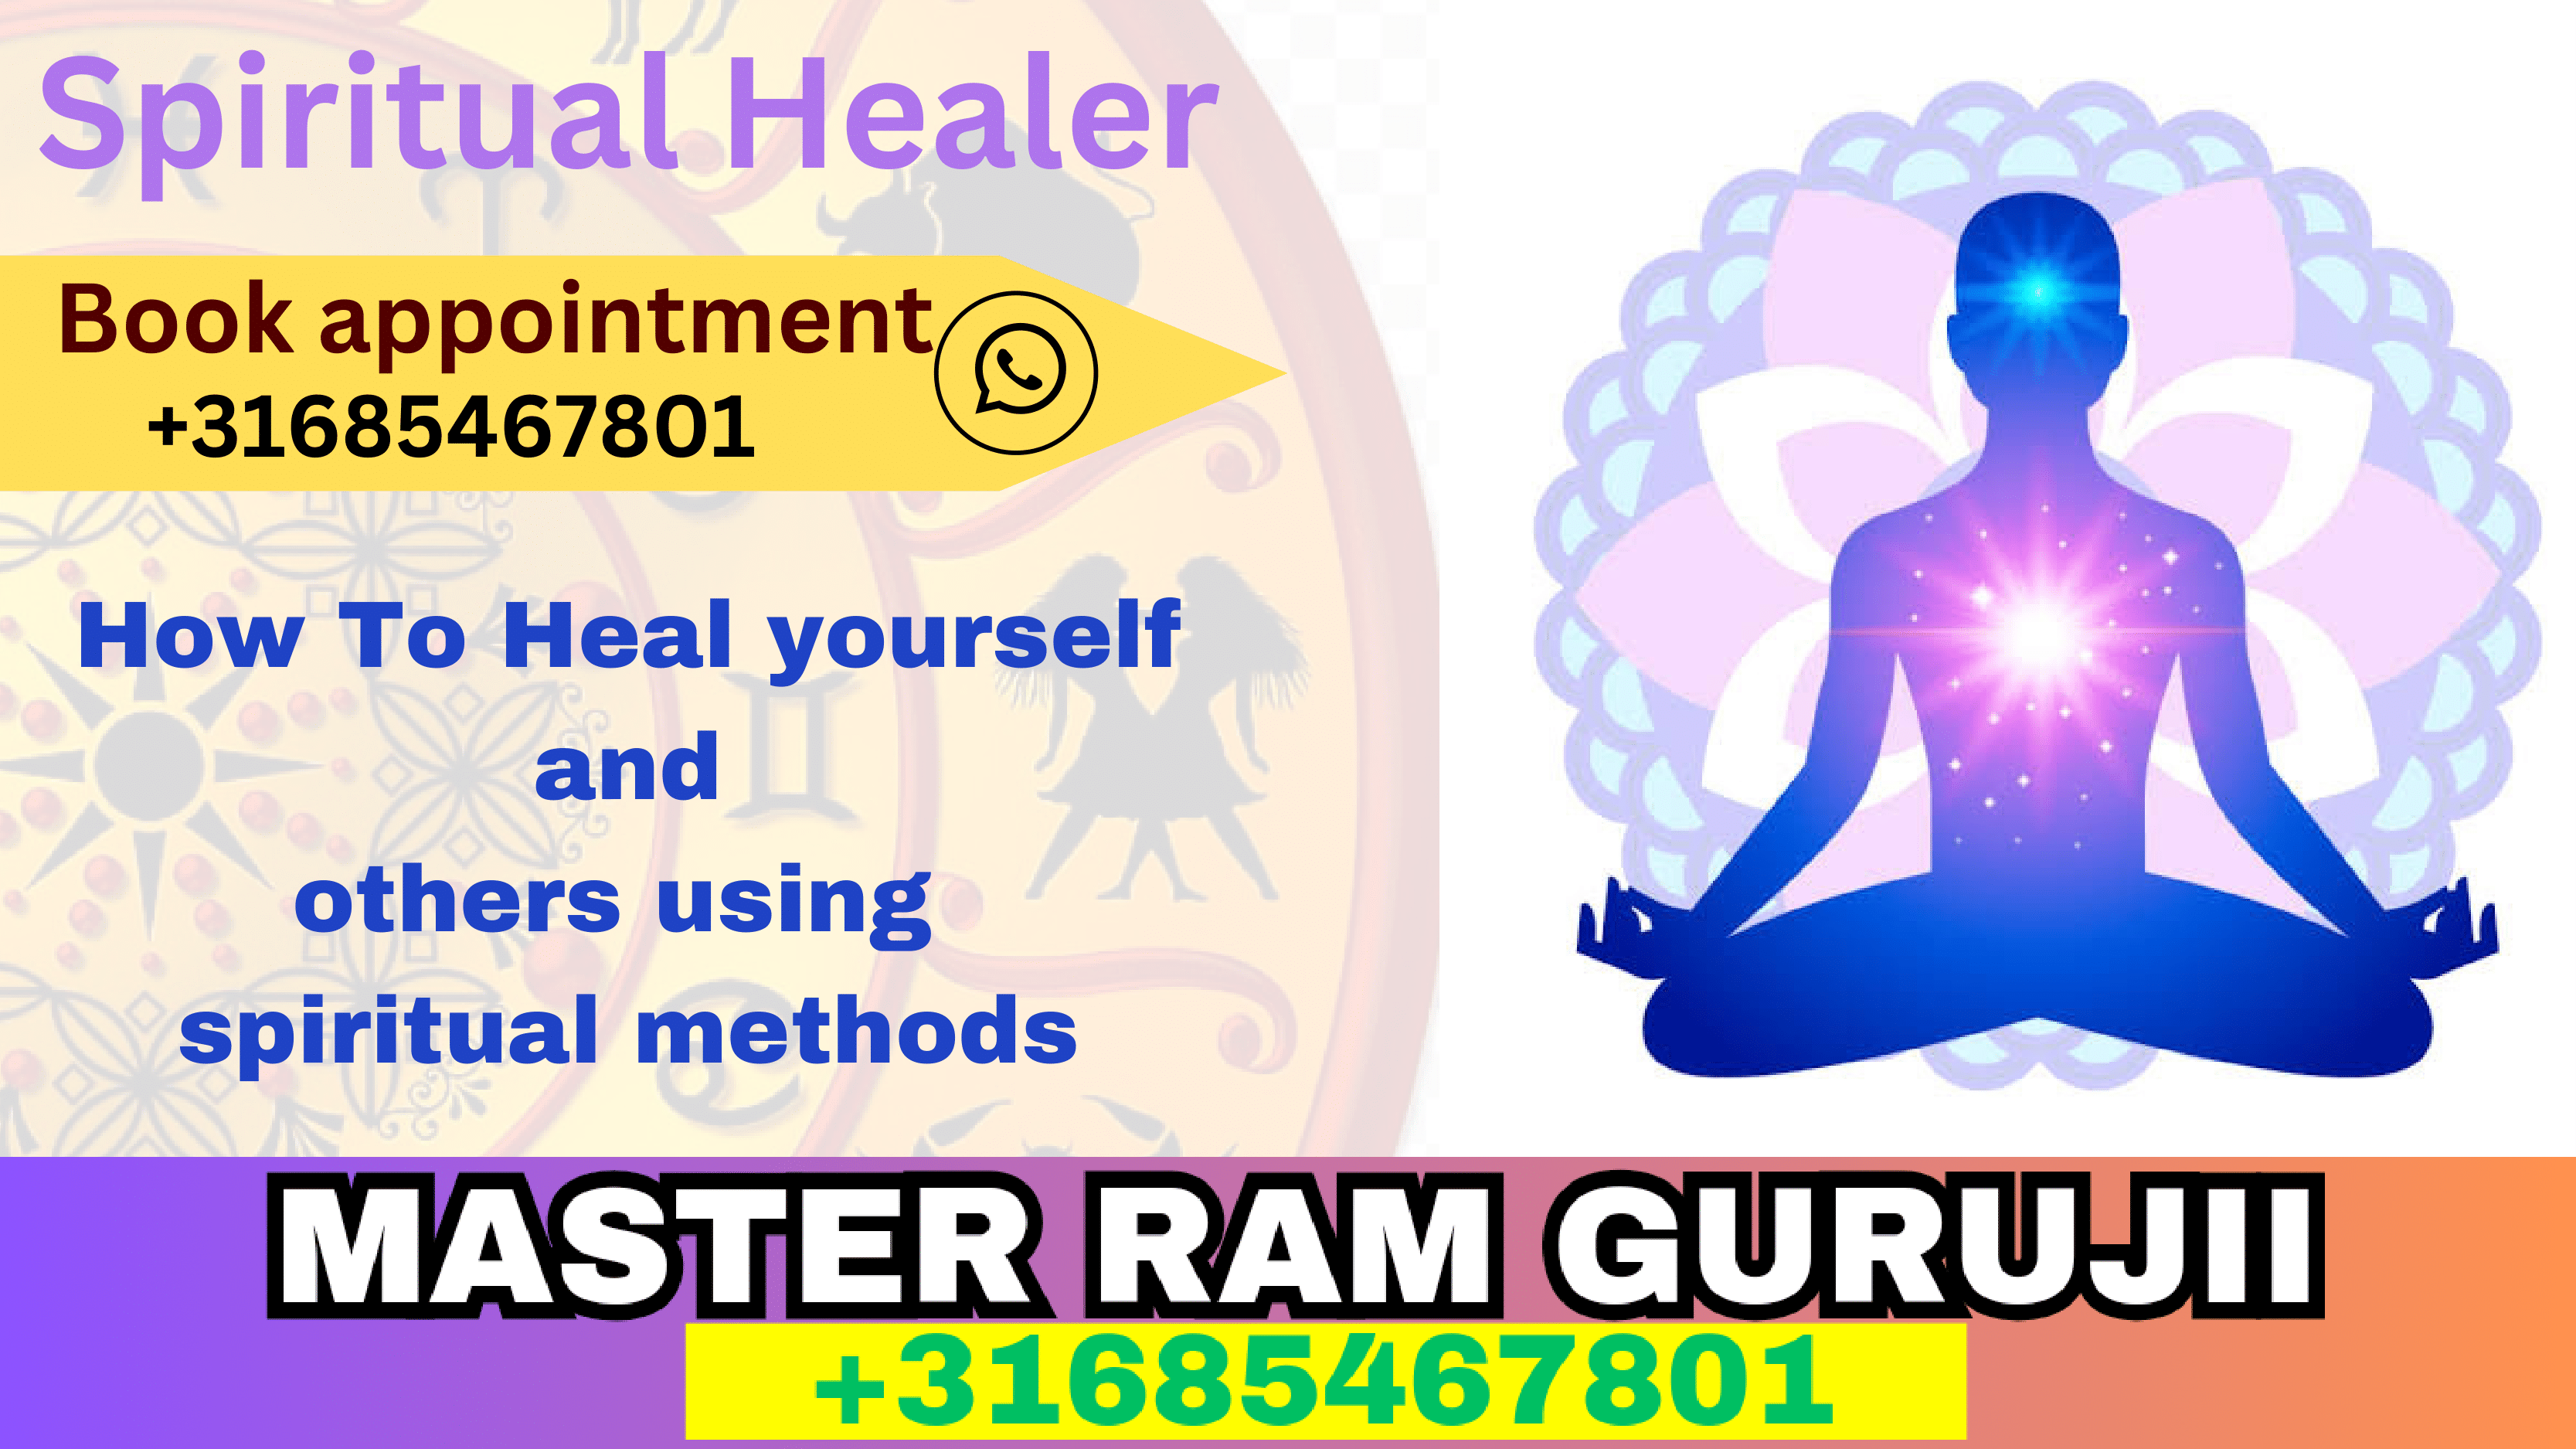 Spiritual Healer
Book appointment
+31685467801
How To Heal yourself
and
others using
spiritual methods
MASTER RAM GURUJII
+31685467801